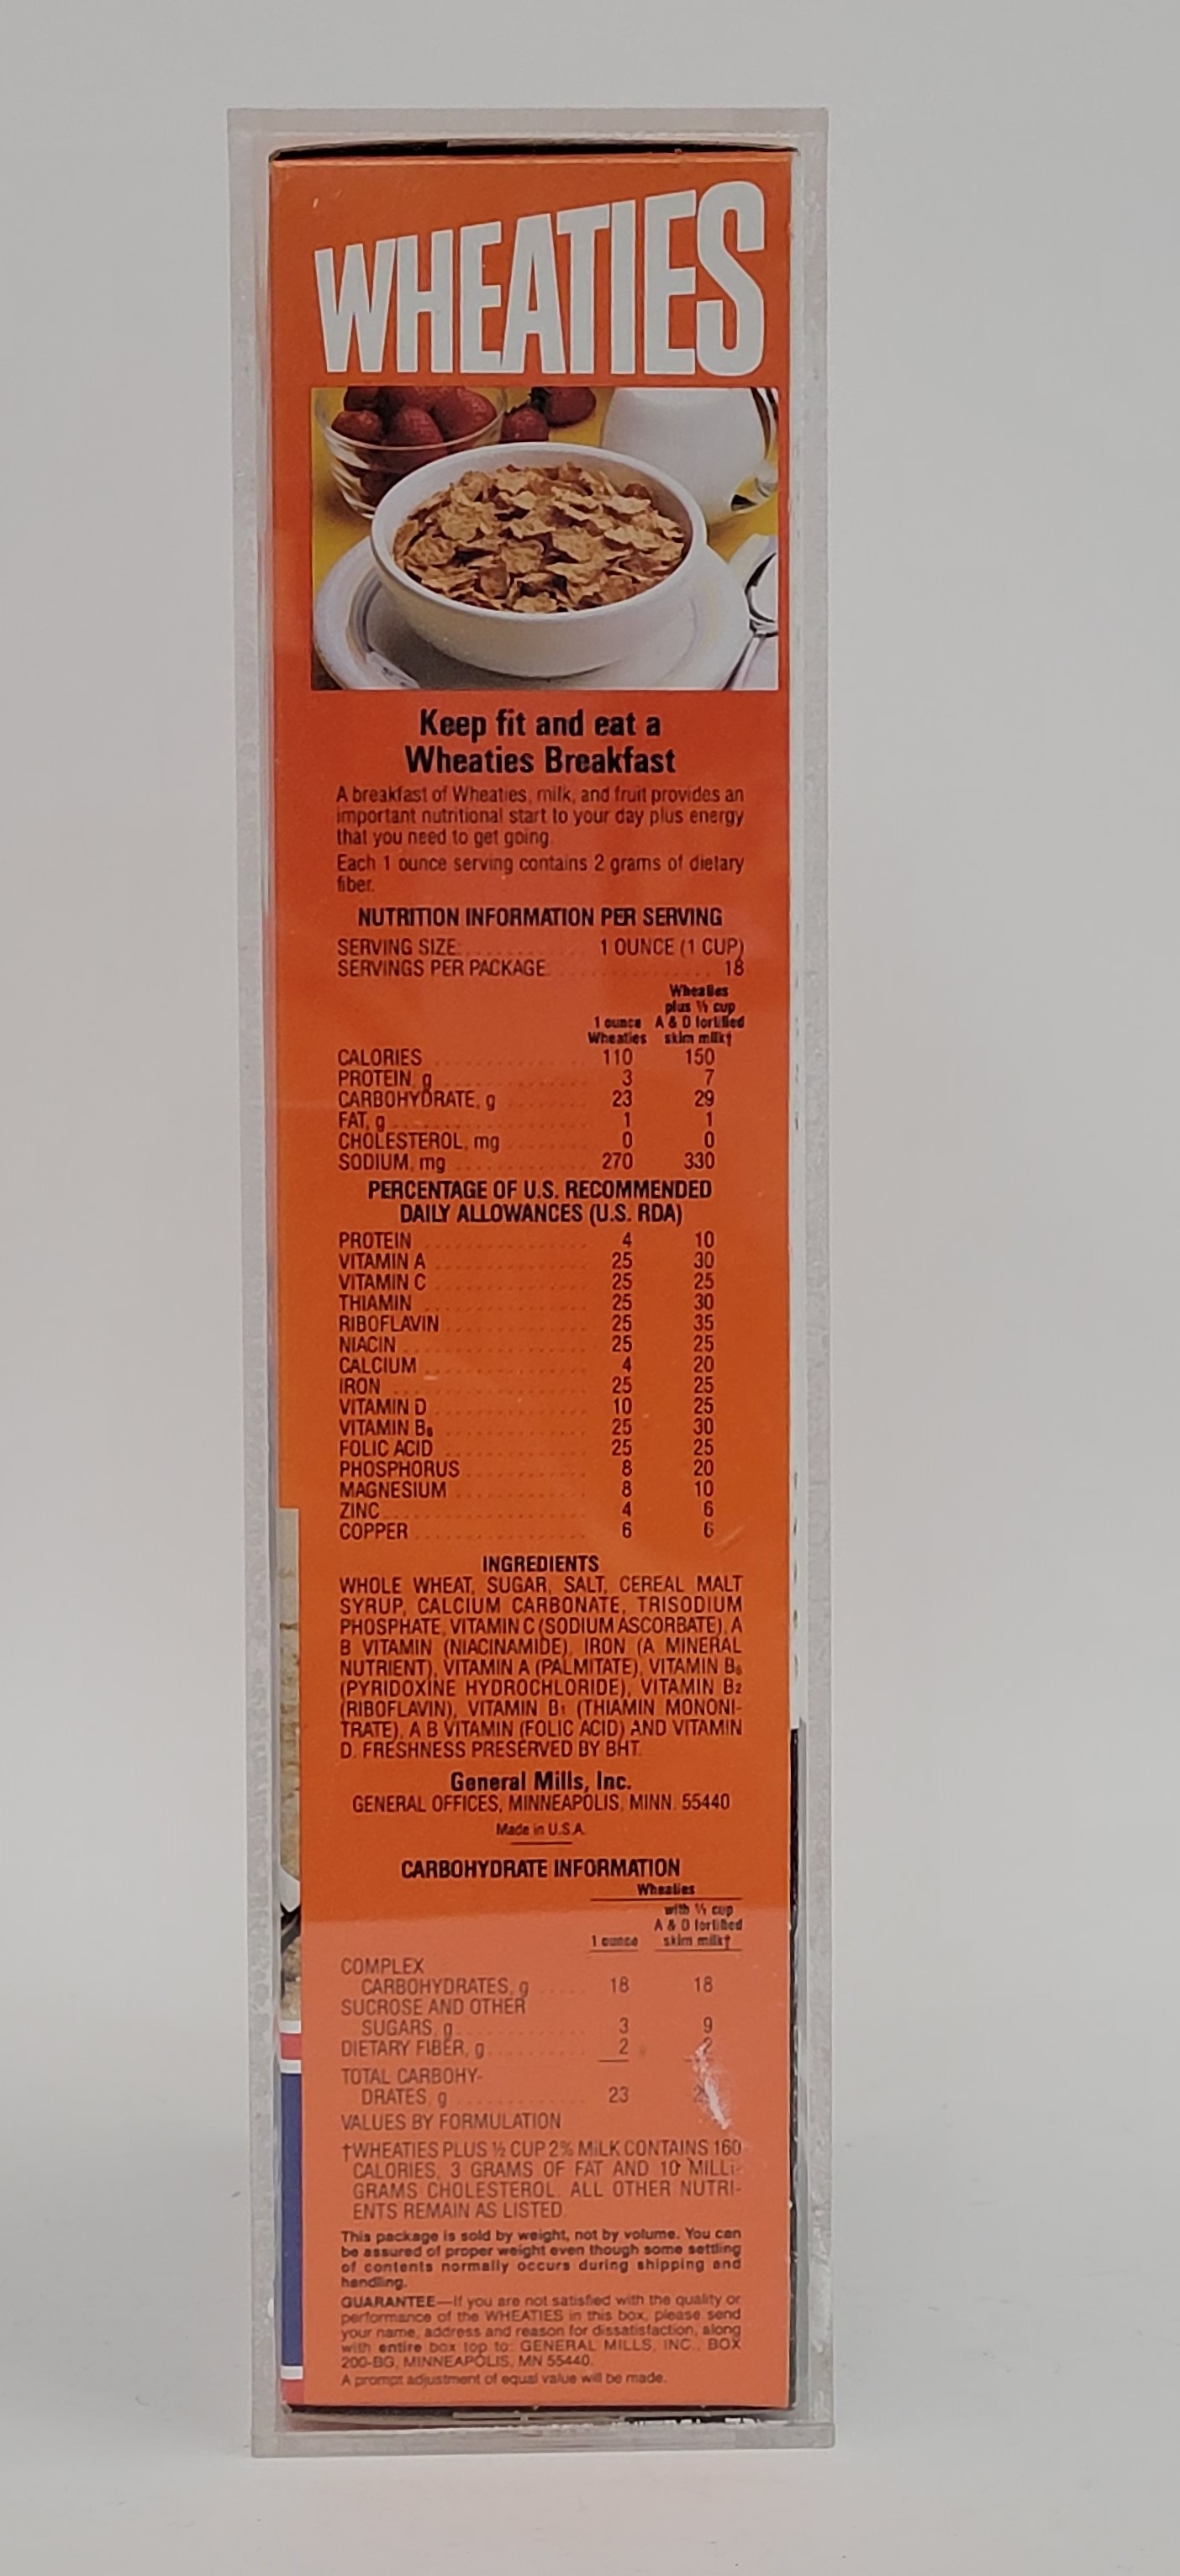 WHEATIES
Keep fit and eat a
Wheaties Breakfast
A breakfast of Wheaties, milk, and fruit provides an
important nutritional start to your day plus energy
that you need to get going.
Each 1 ounce serving contains 2 grams of dietary
fiber.
NUTRITION INFORMATION PER SERVING
SERVING SIZE 1 OUNCE (1 CUP)
SERVINGS PER PACKAGE 18
Wheaties
plus ½ cup
1 ounce A & D fortified
Wheaties skim milk†
CALORIES 110 150
PROTEIN, g 3 7
CARBOHYDRATE, g 23 29
FAT, g 1 1
CHOLESTEROL, mg 0 0
SODIUM, mg 270 330
PERCENTAGE OF U.S. RECOMMENDED
DAILY ALLOWANCES (U.S. RDA)
PROTEIN 4 10
VITAMIN A 25 30
VITAMIN C 25 25
THIAMIN 25 30
RIBOFLAVIN 25 35
NIACIN 25 25
CALCIUM 4 20
IRON 25 25
VITAMIN D 10 25
VITAMIN B₆ 25 30
FOLIC ACID 25 25
PHOSPHORUS 8 20
MAGNESIUM 8 10
ZINC 4 6
COPPER 6 6
INGREDIENTS
WHOLE WHEAT, SUGAR, SALT, CEREAL MALT
SYRUP, CALCIUM CARBONATE, TRISODIUM
PHOSPHATE, VITAMIN C (SODIUM ASCORBATE), A
B VITAMIN (NIACINAMIDE), IRON (A MINERAL
NUTRIENT), VITAMIN A (PALMITATE), VITAMIN B₆
(PYRIDOXINE HYDROCHLORIDE), VITAMIN B₂
(RIBOFLAVIN), VITAMIN B₁ (THIAMIN MONONI-
TRATE), A B VITAMIN (FOLIC ACID) AND VITAMIN
D. FRESHNESS PRESERVED BY BHT.
General Mills, Inc.
GENERAL OFFICES, MINNEAPOLIS, MINN. 55440
Made in U.S.A.
CARBOHYDRATE INFORMATION
Wheaties
with ½ cup
A & D fortified
1 ounce skim milk†
COMPLEX
CARBOHYDRATES, g 18 18
SUCROSE AND OTHER
SUGARS, g 3 9
DIETARY FIBER, g 2 2
TOTAL CARBOHY-
DRATES, g 23
VALUES BY FORMULATION
†WHEATIES PLUS ½ CUP 2% MILK CONTAINS 160
CALORIES, 3 GRAMS OF FAT AND 10 MILLI-
GRAMS CHOLESTEROL. ALL OTHER NUTRI-
ENTS REMAIN AS LISTED.
This package is sold by weight, not by volume. You can
be assured of proper weight even though some settling
of contents normally occurs during shipping and
handling.
GUARANTEE—If you are not satisfied with the quality or
performance of the WHEATIES in this box, please send
your name, address and reason for dissatisfaction, along
with entire box top to: GENERAL MILLS, INC., BOX
200-BG, MINNEAPOLIS, MN 55440.
A prompt adjustment of equal value will be made.